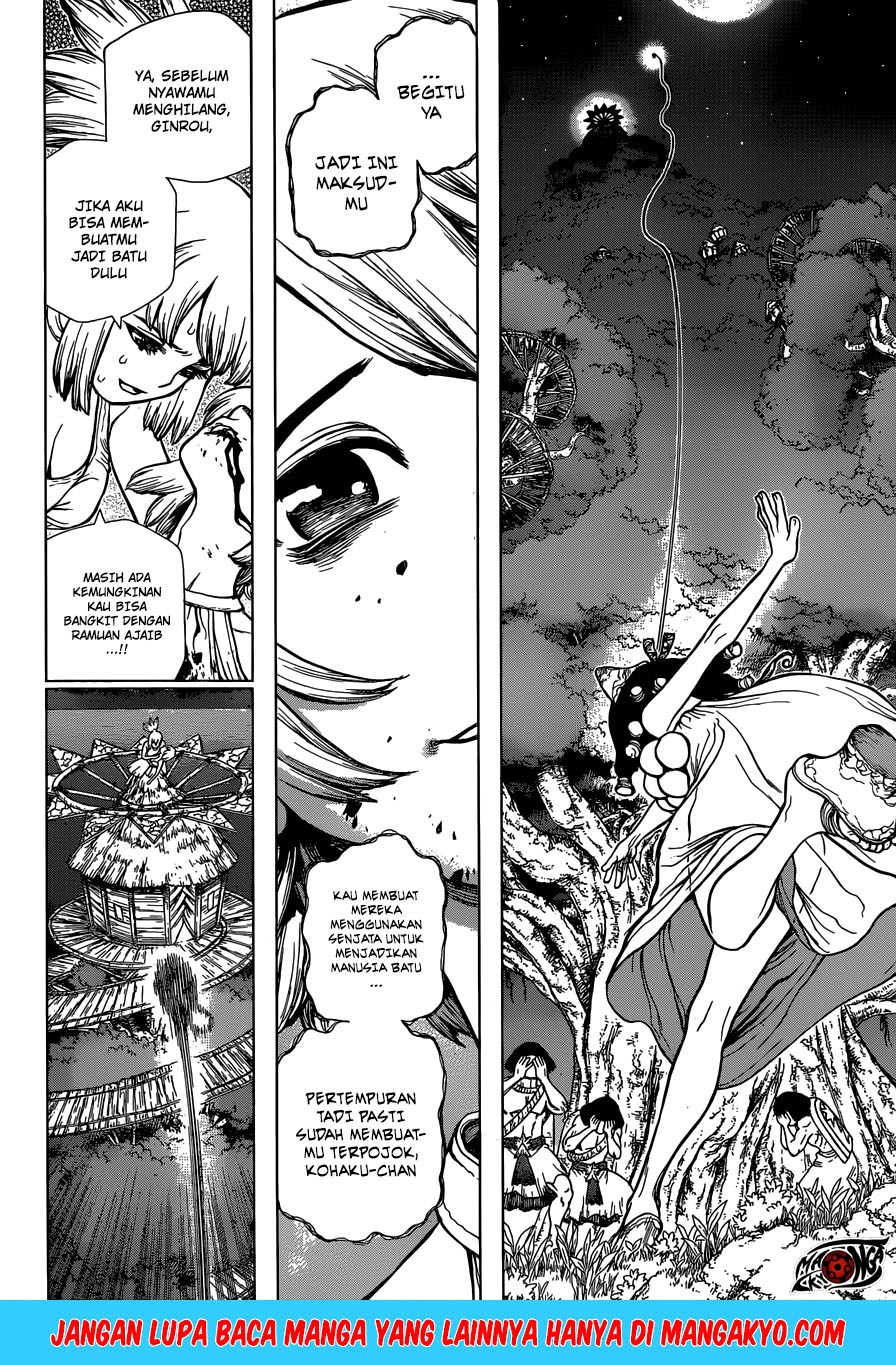 ...
BEGITU
YA
JADI INI
MAKSUD-
MU
KAU MEMBUAT
MEREKA
MENGGUNAKAN
SENJATA UNTUK
MENJADIKAN
MANUSIA BATU
...
PERTEMPURAN
TADI PASTI
SUDAH MEMBUAT-
MU TERPOJOK,
KOHAKU-CHAN
YA, SEBELUM
NYAWAMU
MENGHILANG,
GINROU,
JIKA AKU
BISA MEM-
BUATMU
JADI BATU
DULU
MASIH ADA
KEMUNGKINAN
KAU BISA
BANGKIT DENGAN
RAMUAN AJAIB
...!!
JANGAN LUPA BACA MANGA YANG LAINNYA HANYA DI MANGAKYO.COM